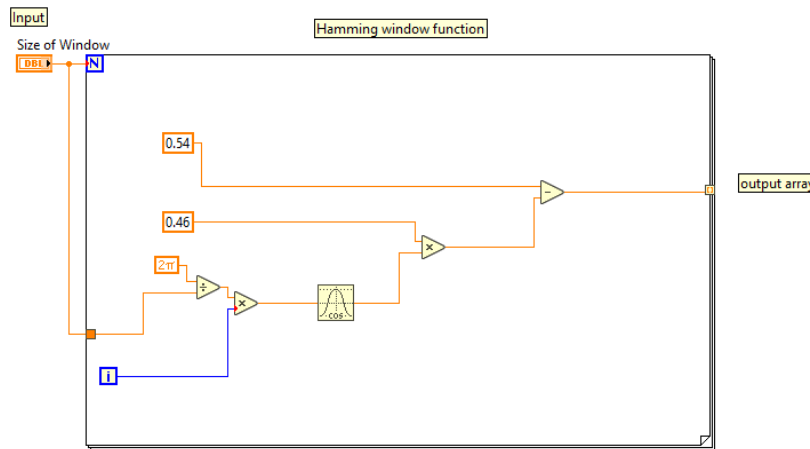 Input
Hamming window function
Size of Window
DBL
N
0.54
−
output array
0.46
×
2π
÷
×
cos
i